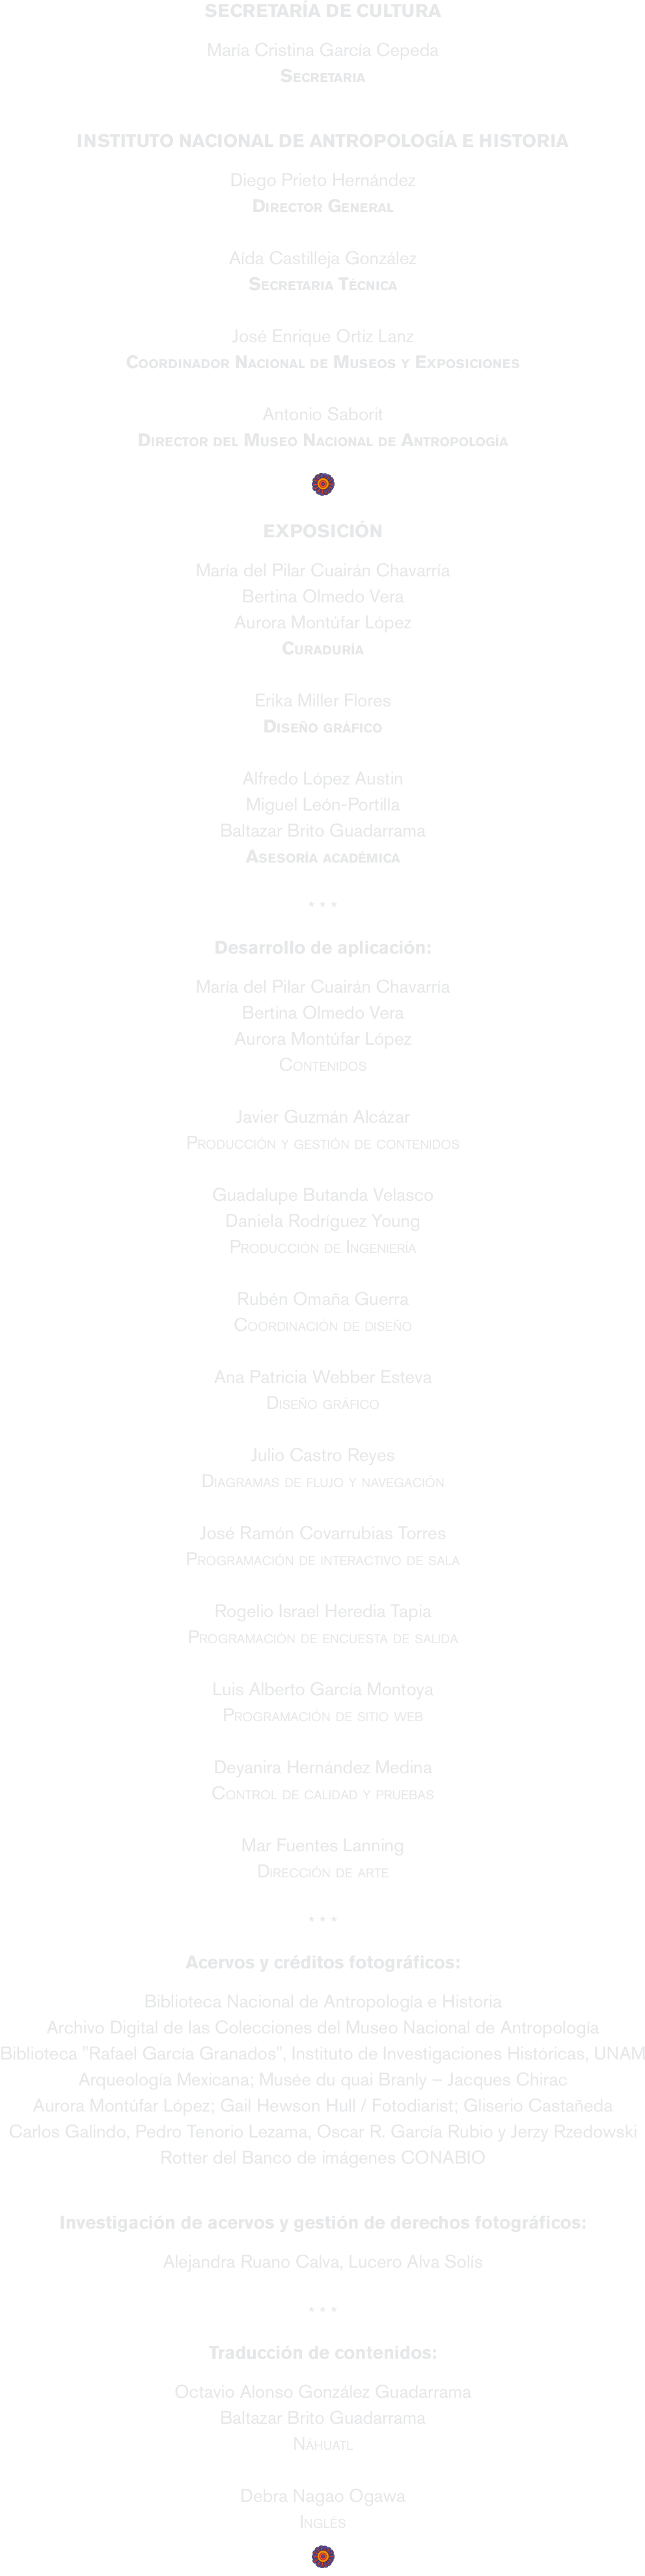 SECRETARÍA DE CULTURA
María Cristina García Cepeda
Secretaria
INSTITUTO NACIONAL DE ANTROPOLOGÍA E HISTORIA
Diego Prieto Hernández
Director General
Aída Castilleja González
Secretaria Técnica
José Enrique Ortiz Lanz
Coordinador Nacional de Museos y Exposiciones
Antonio Saborit
Director del Museo Nacional de Antropología
EXPOSICIÓN
María del Pilar Cuairán Chavarría
Bertina Olmedo Vera
Aurora Montúfar López
Curaduría
Erika Miller Flores
Diseño gráfico
Alfredo López Austin
Miguel León-Portilla
Baltazar Brito Guadarrama
Asesoría académica
* * *
Desarrollo de aplicación:
María del Pilar Cuairán Chavarría
Bertina Olmedo Vera
Aurora Montúfar López
Contenidos
Javier Guzmán Alcázar
Producción y gestión de contenidos
Guadalupe Butanda Velasco
Daniela Rodríguez Young
Producción de Ingeniería
Rubén Omaña Guerra
Coordinación de diseño
Ana Patricia Webber Esteva
Diseño gráfico
Julio Castro Reyes
Diagramas de flujo y navegación
José Ramón Covarrubias Torres
Programación de interactivo de sala
Rogelio Israel Heredia Tapia
Programación de encuesta de salida
Luis Alberto García Montoya
Programación de sitio web
Deyanira Hernández Medina
Control de calidad y pruebas
Mar Fuentes Lanning
Dirección de arte
* * *
Acervos y créditos fotográficos:
Biblioteca Nacional de Antropología e Historia
Archivo Digital de las Colecciones del Museo Nacional de Antropología
Biblioteca "Rafael García Granados", Instituto de Investigaciones Históricas, UNAM
Arqueología Mexicana; Musée du quai Branly – Jacques Chirac
Aurora Montúfar López; Gail Hewson Hull / Fotodiarist; Gliserio Castañeda
Carlos Galindo, Pedro Tenorio Lezama, Oscar R. García Rubio y Jerzy Rzedowski
Rotter del Banco de imágenes CONABIO
Investigación de acervos y gestión de derechos fotográficos:
Alejandra Ruano Calva, Lucero Alva Solís
* * *
Traducción de contenidos:
Octavio Alonso González Guadarrama
Baltazar Brito Guadarrama
Náhuatl
Debra Nagao Ogawa
Inglés